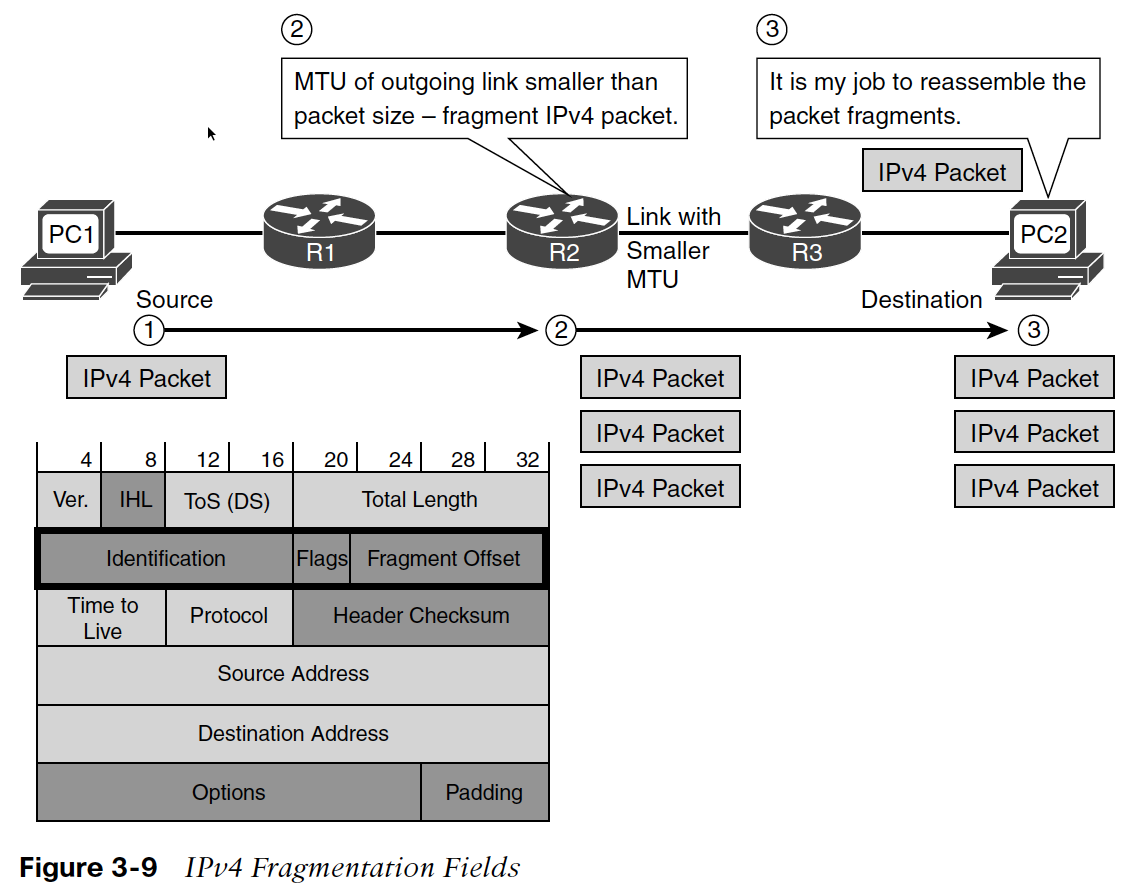 ②
③
MTU of outgoing link smaller than
packet size – fragment IPv4 packet.
It is my job to reassemble the
packet fragments.
IPv4 Packet
PC1
R1
R2
Link with
Smaller
MTU
R3
PC2
Source
Destination
①
②
③
IPv4 Packet
IPv4 Packet
IPv4 Packet
IPv4 Packet
IPv4 Packet
IPv4 Packet
IPv4 Packet
4 8 12 16 20 24 28 32
Ver. IHL ToS (DS) Total Length
Identification Flags Fragment Offset
Time to
Live
Protocol Header Checksum
Source Address
Destination Address
Options Padding
Figure 3-9 IPv4 Fragmentation Fields